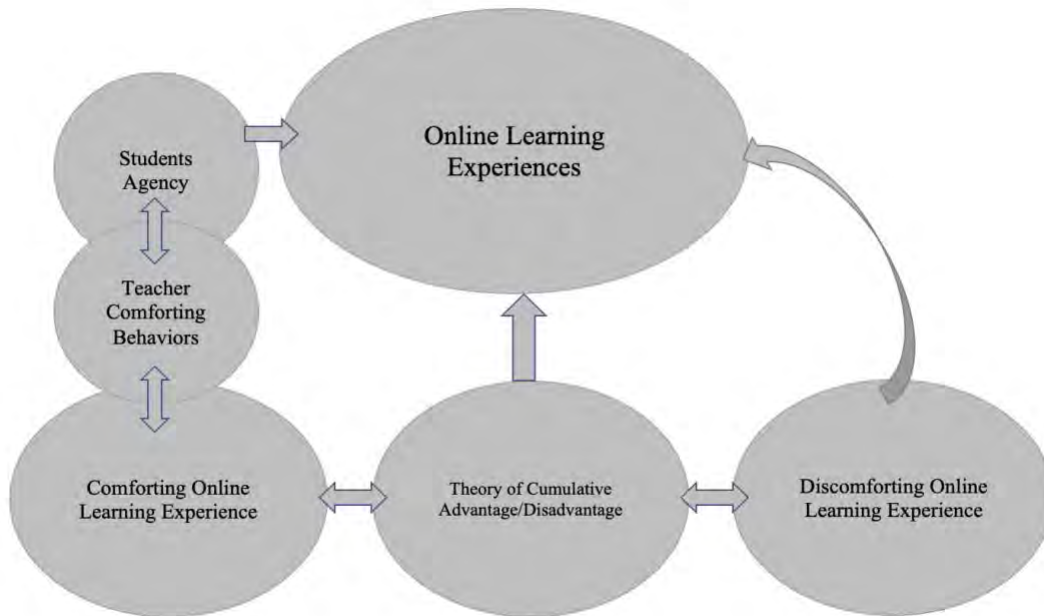 Online Learning
Experiences
Students
Agency
Teacher
Comforting
Behaviors
Comforting Online
Learning Experience
Theory of Cumulative
Advantage/Disadvantage
Discomforting Online
Learning Experience